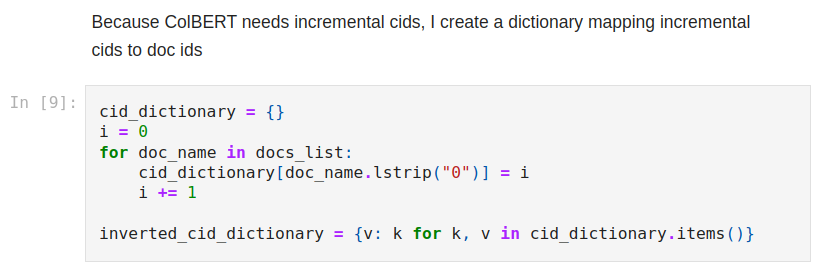 Because ColBERT needs incremental cids, I create a dictionary mapping incremental
cids to doc ids
In [9]:
cid_dictionary = {}
i = 0
for doc_name in docs_list:
    cid_dictionary[doc_name.lstrip("0")] = i
    i += 1
inverted_cid_dictionary = {v: k for k, v in cid_dictionary.items()}